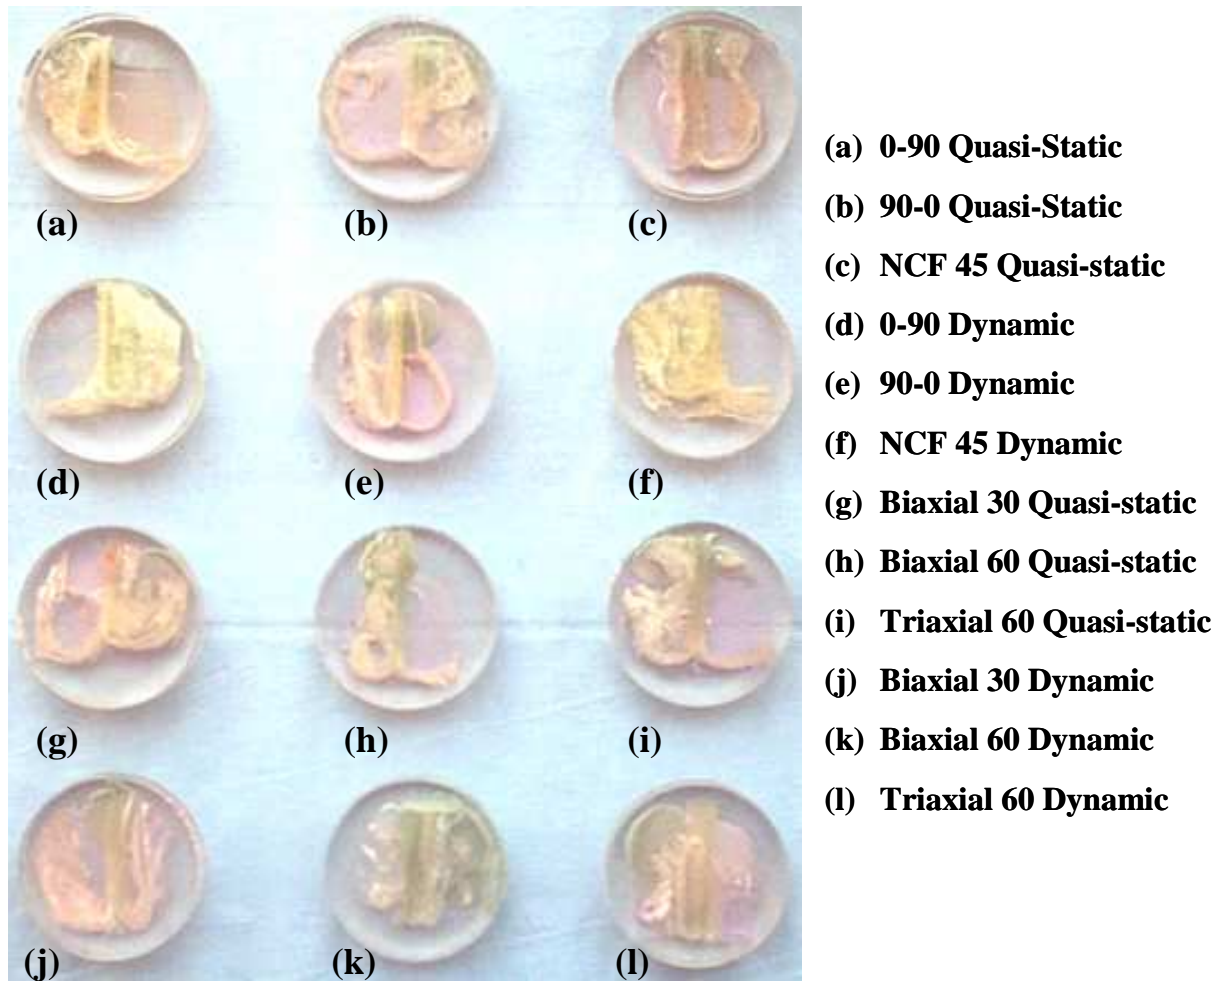 (a) (b) (c)
(d) (e) (f)
(g) (h) (i)
(j) (k) (l)
(a) 0-90 Quasi-Static
(b) 90-0 Quasi-Static
(c) NCF 45 Quasi-static
(d) 0-90 Dynamic
(e) 90-0 Dynamic
(f) NCF 45 Dynamic
(g) Biaxial 30 Quasi-static
(h) Biaxial 60 Quasi-static
(i) Triaxial 60 Quasi-static
(j) Biaxial 30 Dynamic
(k) Biaxial 60 Dynamic
(l) Triaxial 60 Dynamic